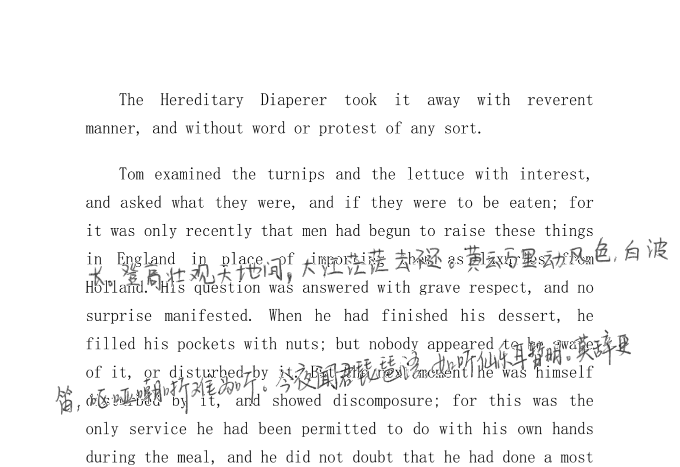 The Hereditary Diaperer took it away with reverent
manner, and without word or protest of any sort.
Tom examined the turnips and the lettuce with interest,
and asked what they were, and if they were to be eaten; for
it was only recently that men had begun to raise these things
in England in place of importing them as luxuries from
长。登高壮观天地间，大江茫茫去不还。黄云万里动风色，白波
Holland. His question was answered with grave respect, and no
surprise manifested. When he had finished his dessert, he
filled his pockets with nuts; but nobody appeared to be aware
of it, or disturbed by it. But the next moment he was himself
笛，呕哑嘲哳难为听。今夜闻君琵琶语，如听仙乐耳暂明。莫辞更
disturbed by it, and showed discomposure; for this was the
only service he had been permitted to do with his own hands
during the meal, and he did not doubt that he had done a most